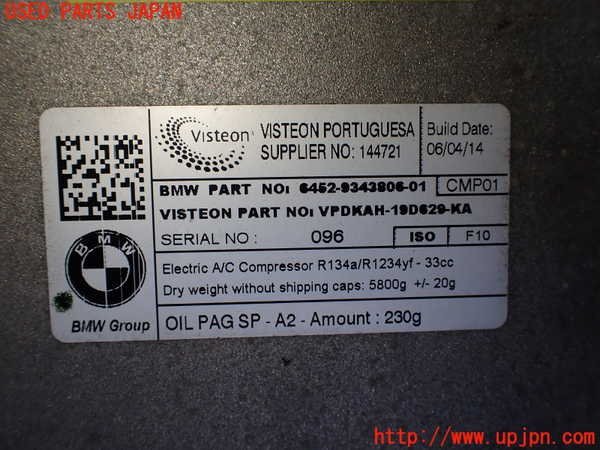 USED PARTS JAPAN
Visteon
VISTEON PORTUGUESA
SUPPLIER NO: 144721
Build Date:
06/04/14
BMW PART NO: 6452-9343806-01
CMP01
VISTEON PART NO: VPDKAH-19D629-KA
SERIAL NO : 096
ISO
F10
BMW
Electric A/C Compressor R134a/R1234yf - 33cc
Dry weight without shipping caps: 5800g +/- 20g
BMW Group
OIL PAG SP - A2 - Amount : 230g
http://www.upjpn.com/